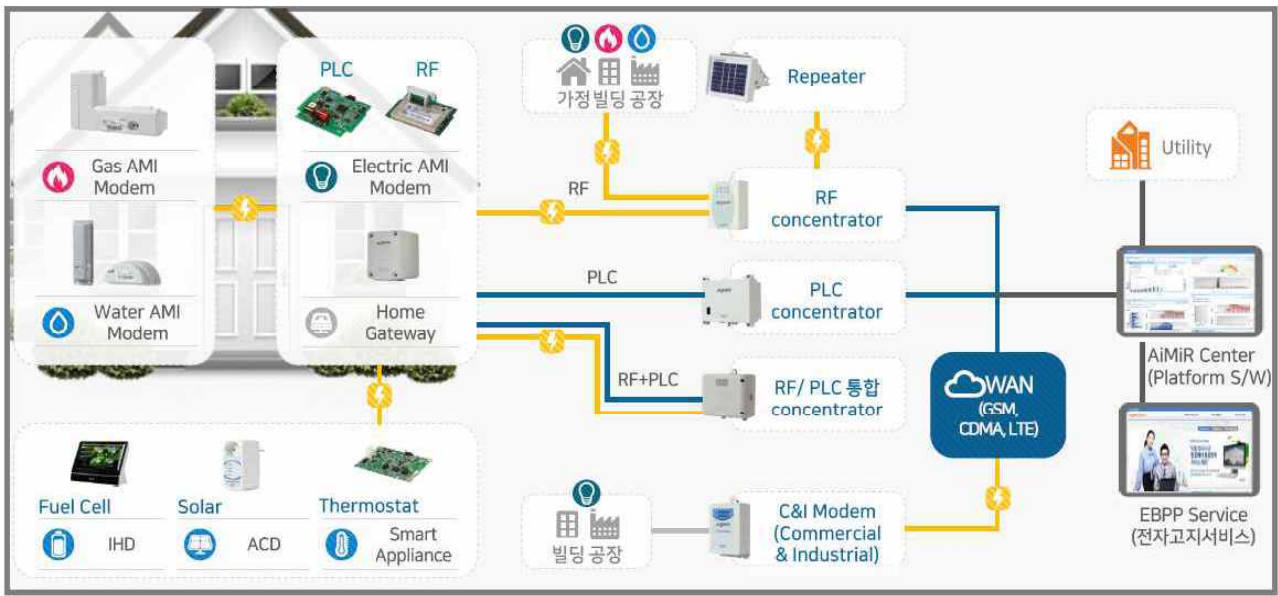 PLC
RF
Gas AMI
Modem
Electric AMI
Modem
Water AMI
Modem
Home
Gateway
Fuel Cell
Solar
Thermostat
IHD
ACD
Smart
Appliance
가정 빌딩 공장
Repeater
RF
RF
concentrator
PLC
PLC
concentrator
RF+PLC
RF/ PLC 통합
concentrator
빌딩 공장
C&I Modem
(Commercial
& Industrial)
WAN
(GSM,
CDMA, LTE)
Utility
AiMiR Center
(Platform S/W)
EBPP Service
(전자고지서비스)